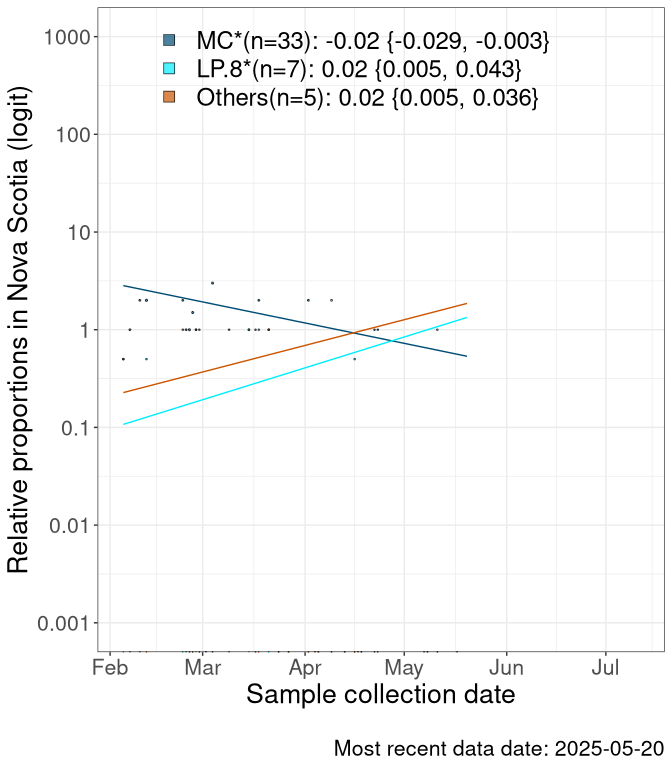 MC*(n=33): -0.02 {-0.029, -0.003}
LP.8*(n=7): 0.02 {0.005, 0.043}
Others(n=5): 0.02 {0.005, 0.036}
Relative proportions in Nova Scotia (logit)
1000
100
10
1
0.1
0.01
0.001
Feb Mar Apr May Jun Jul
Sample collection date
Most recent data date: 2025-05-20